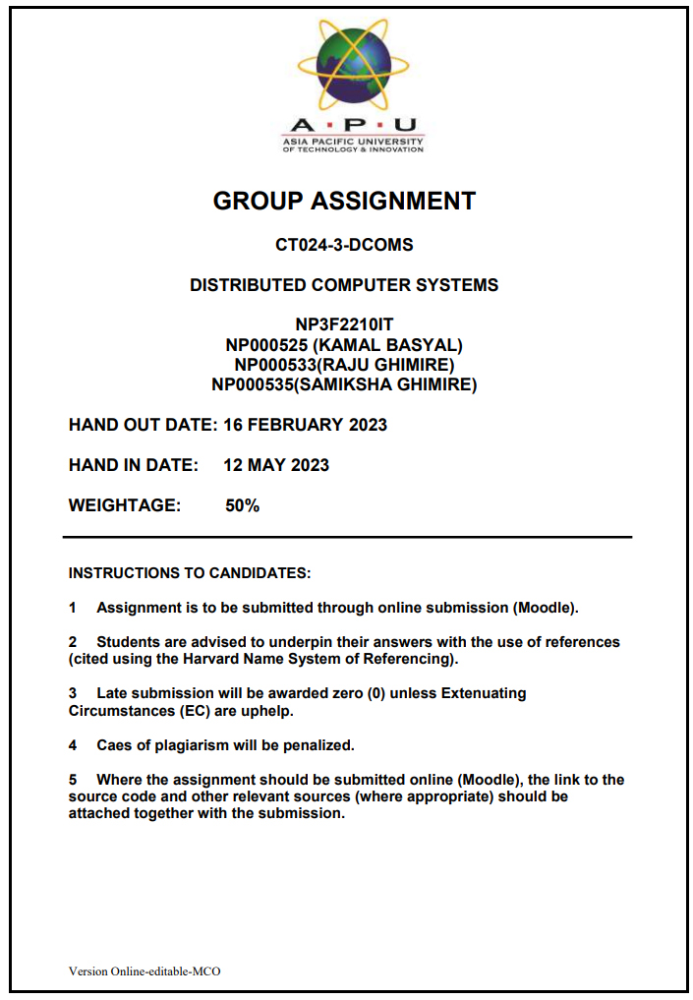 A · P · U
ASIA PACIFIC UNIVERSITY
OF TECHNOLOGY & INNOVATION
GROUP ASSIGNMENT
CT024-3-DCOMS
DISTRIBUTED COMPUTER SYSTEMS
NP3F2210IT
NP000525 (KAMAL BASYAL)
NP000533(RAJU GHIMIRE)
NP000535(SAMIKSHA GHIMIRE)
HAND OUT DATE: 16 FEBRUARY 2023
HAND IN DATE: 12 MAY 2023
WEIGHTAGE: 50%
INSTRUCTIONS TO CANDIDATES:
1 Assignment is to be submitted through online submission (Moodle).
2 Students are advised to underpin their answers with the use of references
(cited using the Harvard Name System of Referencing).
3 Late submission will be awarded zero (0) unless Extenuating
Circumstances (EC) are uphelp.
4 Caes of plagiarism will be penalized.
5 Where the assignment should be submitted online (Moodle), the link to the
source code and other relevant sources (where appropriate) should be
attached together with the submission.
Version Online-editable-MCO